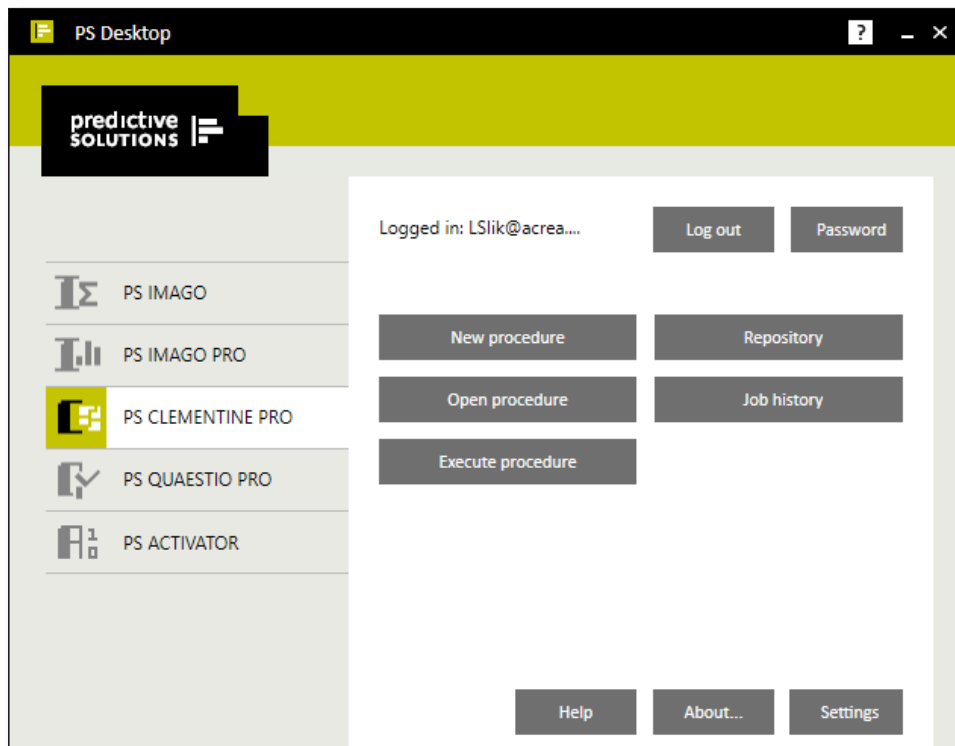 PS Desktop
?
predictive
SOLUTIONS
Logged in: LSlik@acrea....
Log out
Password
PS IMAGO
PS IMAGO PRO
PS CLEMENTINE PRO
PS QUAESTIO PRO
PS ACTIVATOR
New procedure
Repository
Open procedure
Job history
Execute procedure
Help
About...
Settings